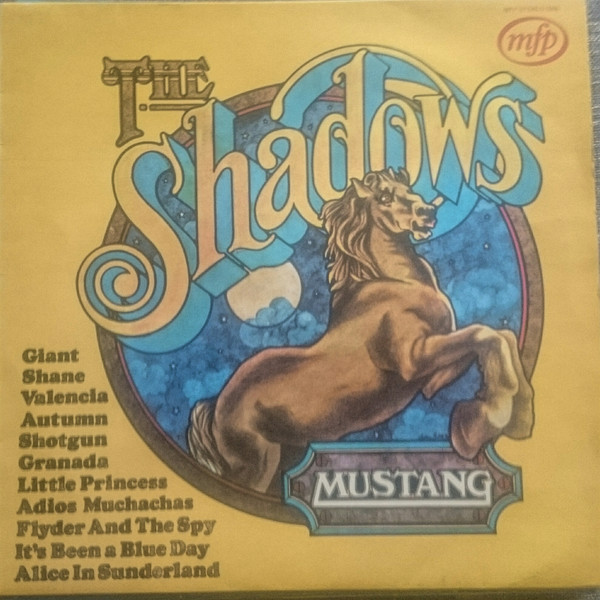 mfp
THE
Shadows
MUSTANG
Giant
Shane
Valencia
Autumn
Shotgun
Granada
Little Princess
Adios Muchachas
Flyder And The Spy
It's Been a Blue Day
Alice In Sunderland